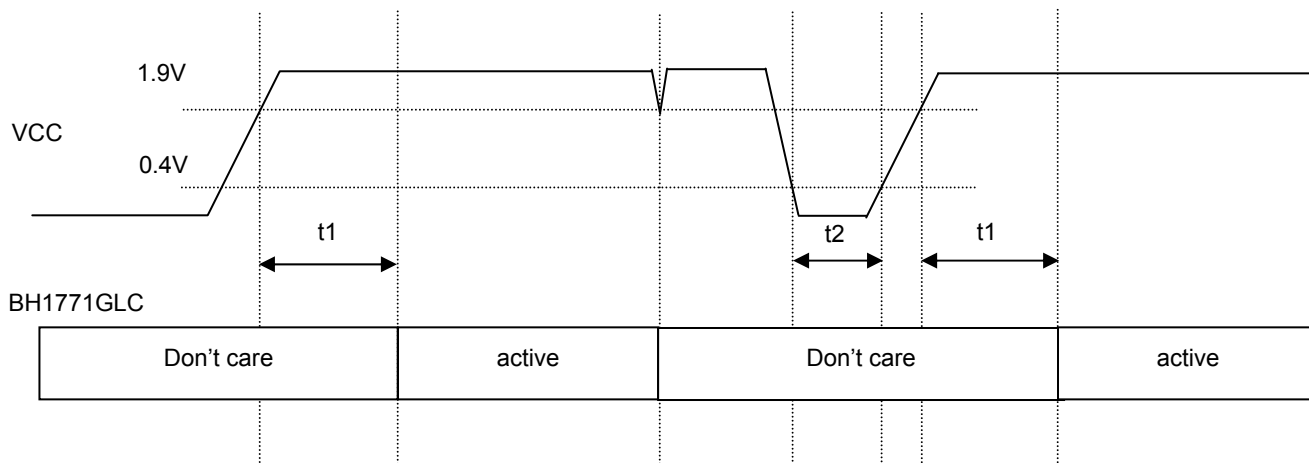 1.9V
VCC
0.4V
t1
t2
t1
BH1771GLC
Don’t care
active
Don’t care
active